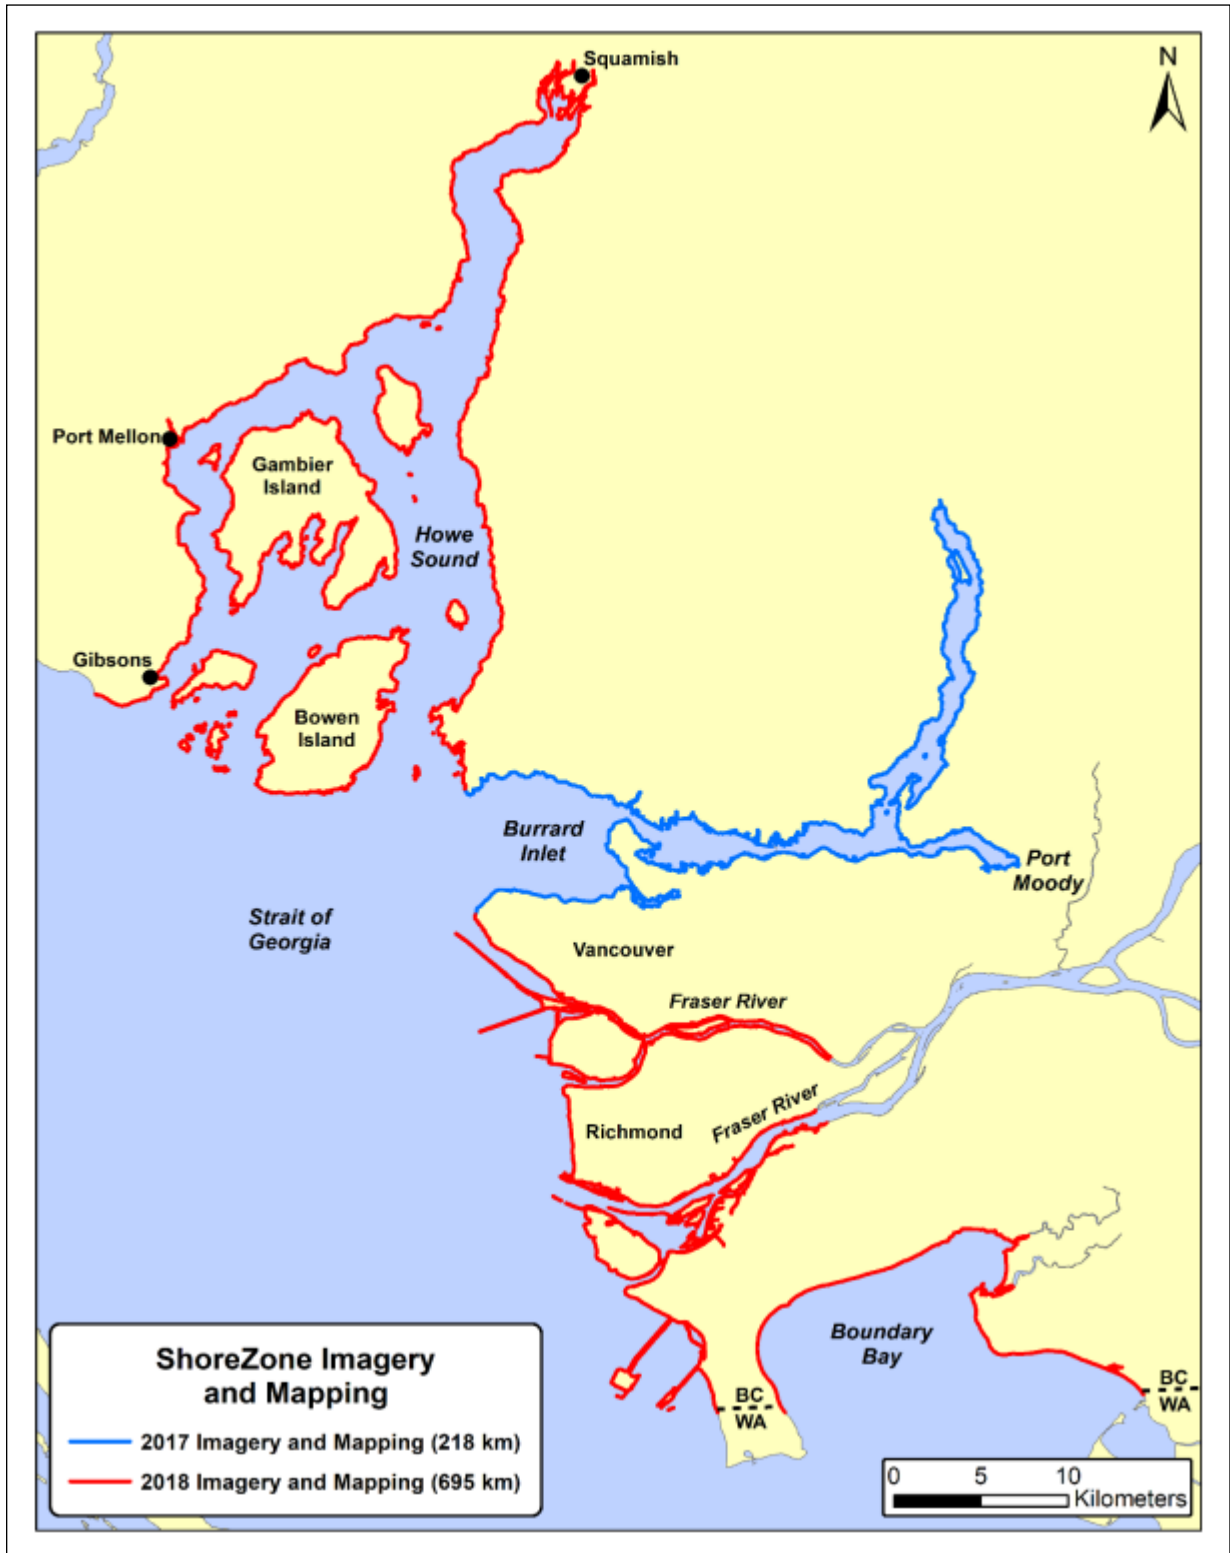 Squamish
N
Port Mellon
Gambier
Island
Howe
Sound
Gibsons
Bowen
Island
Burrard
Inlet
Port
Moody
Strait of
Georgia
Vancouver
Fraser River
Fraser River
Richmond
Boundary
Bay
BC
WA
BC
WA
ShoreZone Imagery
and Mapping
2017 Imagery and Mapping (218 km)
2018 Imagery and Mapping (695 km)
0 5 10
Kilometers